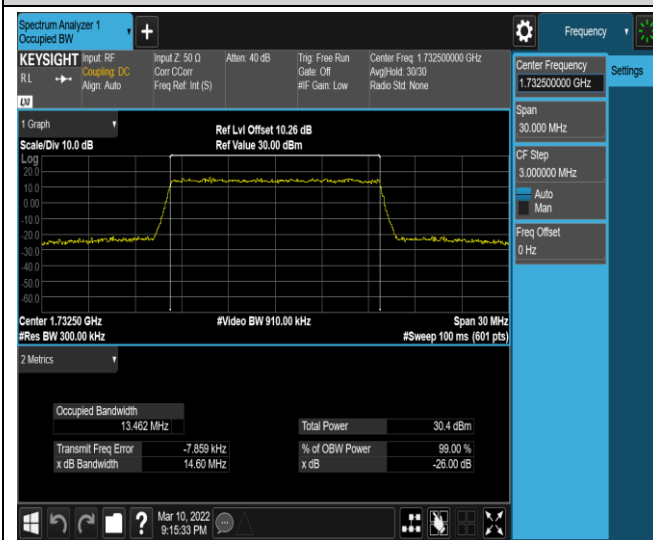 Spectrum Analyzer 1
Occupied BW
+
Frequency
KEYSIGHT
RL
LXI
Input: RF
Coupling: DC
Align: Auto
Input Z: 50 Ω
Corr CCorr
Freq Ref: Int (S)
Atten: 40 dB
Trig: Free Run
Gate: Off
#IF Gain: Low
Center Freq: 1.732500000 GHz
Avg|Hold: 30/30
Radio Std: None
Center Frequency
1.732500000 GHz
Settings
Span
30.000 MHz
CF Step
3.000000 MHz
Auto
Man
Freq Offset
0 Hz
1 Graph
Scale/Div 10.0 dB
Ref Lvl Offset 10.26 dB
Ref Value 30.00 dBm
Log
20.0
10.0
0.00
-10.0
-20.0
-30.0
-40.0
-50.0
-60.0
Center 1.73250 GHz
#Video BW 910.00 kHz
Span 30 MHz
#Res BW 300.00 kHz
#Sweep 100 ms (601 pts)
2 Metrics
Occupied Bandwidth
13.462 MHz
Total Power 30.4 dBm
Transmit Freq Error -7.859 kHz
% of OBW Power 99.00 %
x dB Bandwidth 14.60 MHz
x dB -26.00 dB
?
Mar 10, 2022
9:15:33 PM